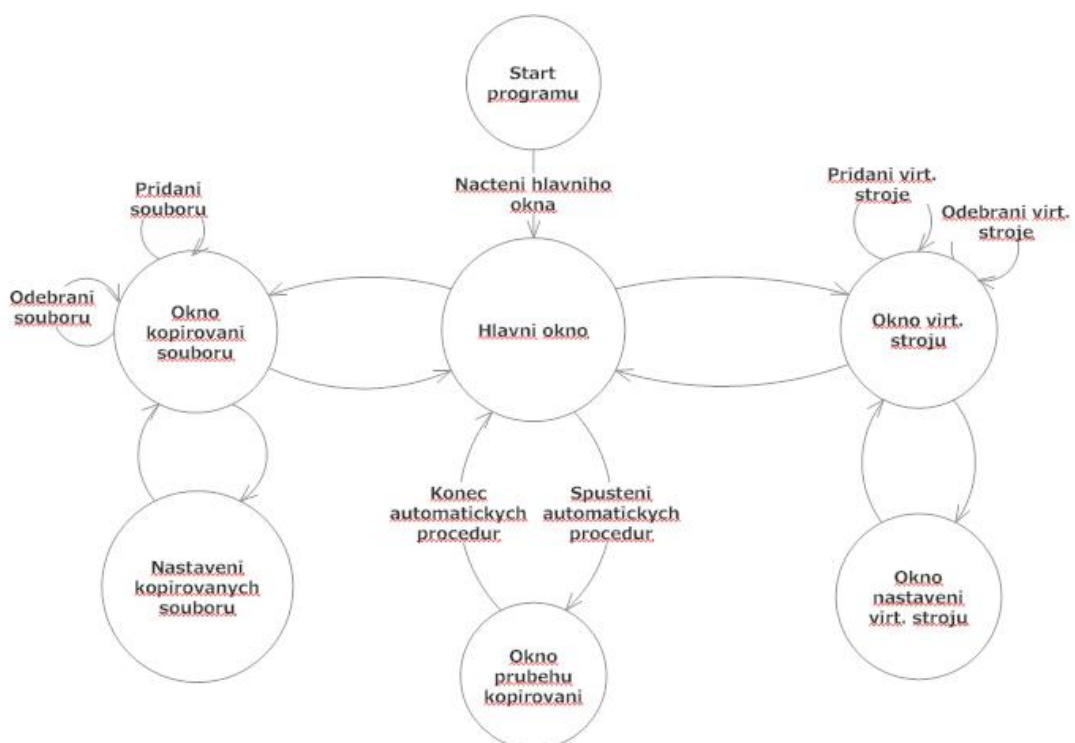 Start
programu
Nacteni hlavniho
okna
Pridani
souboru
Odebrani
souboru
Okno
kopirovani
souboru
Hlavni okno
Pridani virt.
stroje
Odebrani virt.
stroje
Okno virt.
stroju
Konec
automatickych
procedur
Spusteni
automatickych
procedur
Nastaveni
kopirovanych
souboru
Okno
nastaveni
virt. stroju
Okno
prubehu
kopirovani